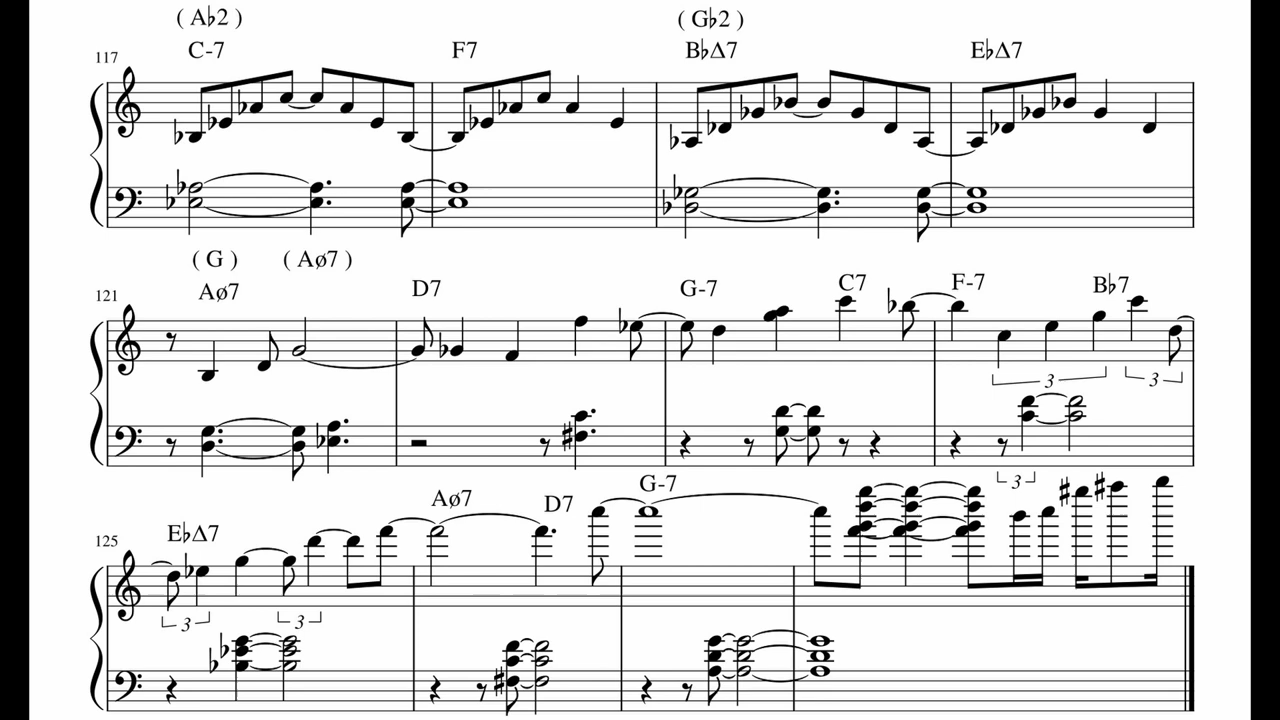 ( A♭2 ) ( G♭2 )
117 C-7 F7 B♭Δ7 E♭Δ7
( G ) ( Aø7 )
121 Aø7 D7 G-7 C7 F-7 B♭7
3 3
3
125 E♭Δ7 Aø7 D7 G-7
3 3